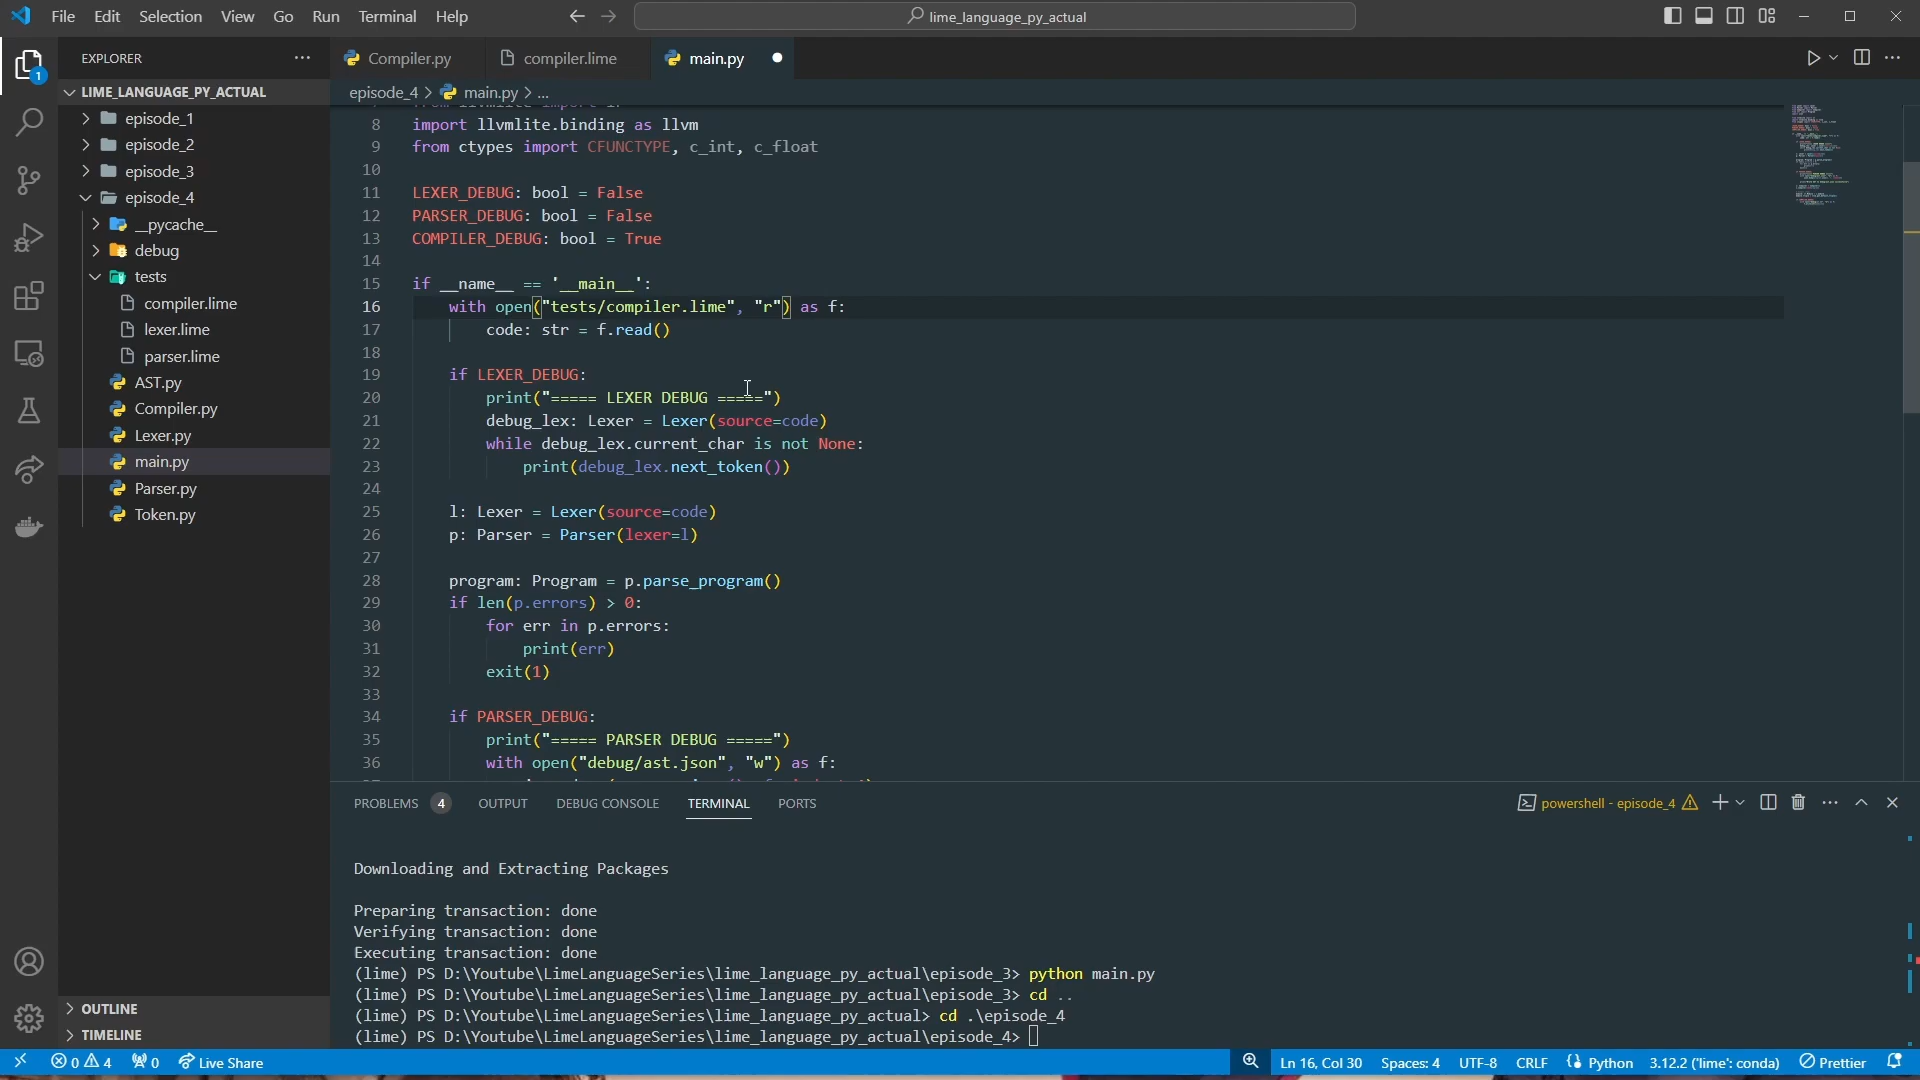 File Edit Selection View Go Run Terminal Help
lime_language_py_actual
EXPLORER
Compiler.py
compiler.lime
main.py
1
LIME_LANGUAGE_PY_ACTUAL
episode_1
episode_2
episode_3
episode_4
__pycache__
debug
tests
compiler.lime
lexer.lime
parser.lime
AST.py
Compiler.py
Lexer.py
main.py
Parser.py
Token.py
OUTLINE
TIMELINE
episode_4 > main.py > ...
8 import llvmlite.binding as llvm
9 from ctypes import CFUNCTYPE, c_int, c_float
10
11 LEXER_DEBUG: bool = False
12 PARSER_DEBUG: bool = False
13 COMPILER_DEBUG: bool = True
14
15 if __name__ == '__main__':
16 with open("tests/compiler.lime", "r") as f:
17 code: str = f.read()
18
19 if LEXER_DEBUG:
20 print("===== LEXER DEBUG =====")
21 debug_lex: Lexer = Lexer(source=code)
22 while debug_lex.current_char is not None:
23 print(debug_lex.next_token())
24
25 l: Lexer = Lexer(source=code)
26 p: Parser = Parser(lexer=l)
27
28 program: Program = p.parse_program()
29 if len(p.errors) > 0:
30 for err in p.errors:
31 print(err)
32 exit(1)
33
34 if PARSER_DEBUG:
35 print("===== PARSER DEBUG =====")
36 with open("debug/ast.json", "w") as f:
PROBLEMS 4 OUTPUT DEBUG CONSOLE TERMINAL PORTS
powershell - episode_4
Downloading and Extracting Packages
Preparing transaction: done
Verifying transaction: done
Executing transaction: done
(lime) PS D:\Youtube\LimeLanguageSeries\lime_language_py_actual\episode_3> python main.py
(lime) PS D:\Youtube\LimeLanguageSeries\lime_language_py_actual\episode_3> cd ..
(lime) PS D:\Youtube\LimeLanguageSeries\lime_language_py_actual> cd .\episode_4
(lime) PS D:\Youtube\LimeLanguageSeries\lime_language_py_actual\episode_4>
0 4 0 Live Share
Ln 16, Col 30 Spaces: 4 UTF-8 CRLF Python 3.12.2 ('lime': conda) Prettier